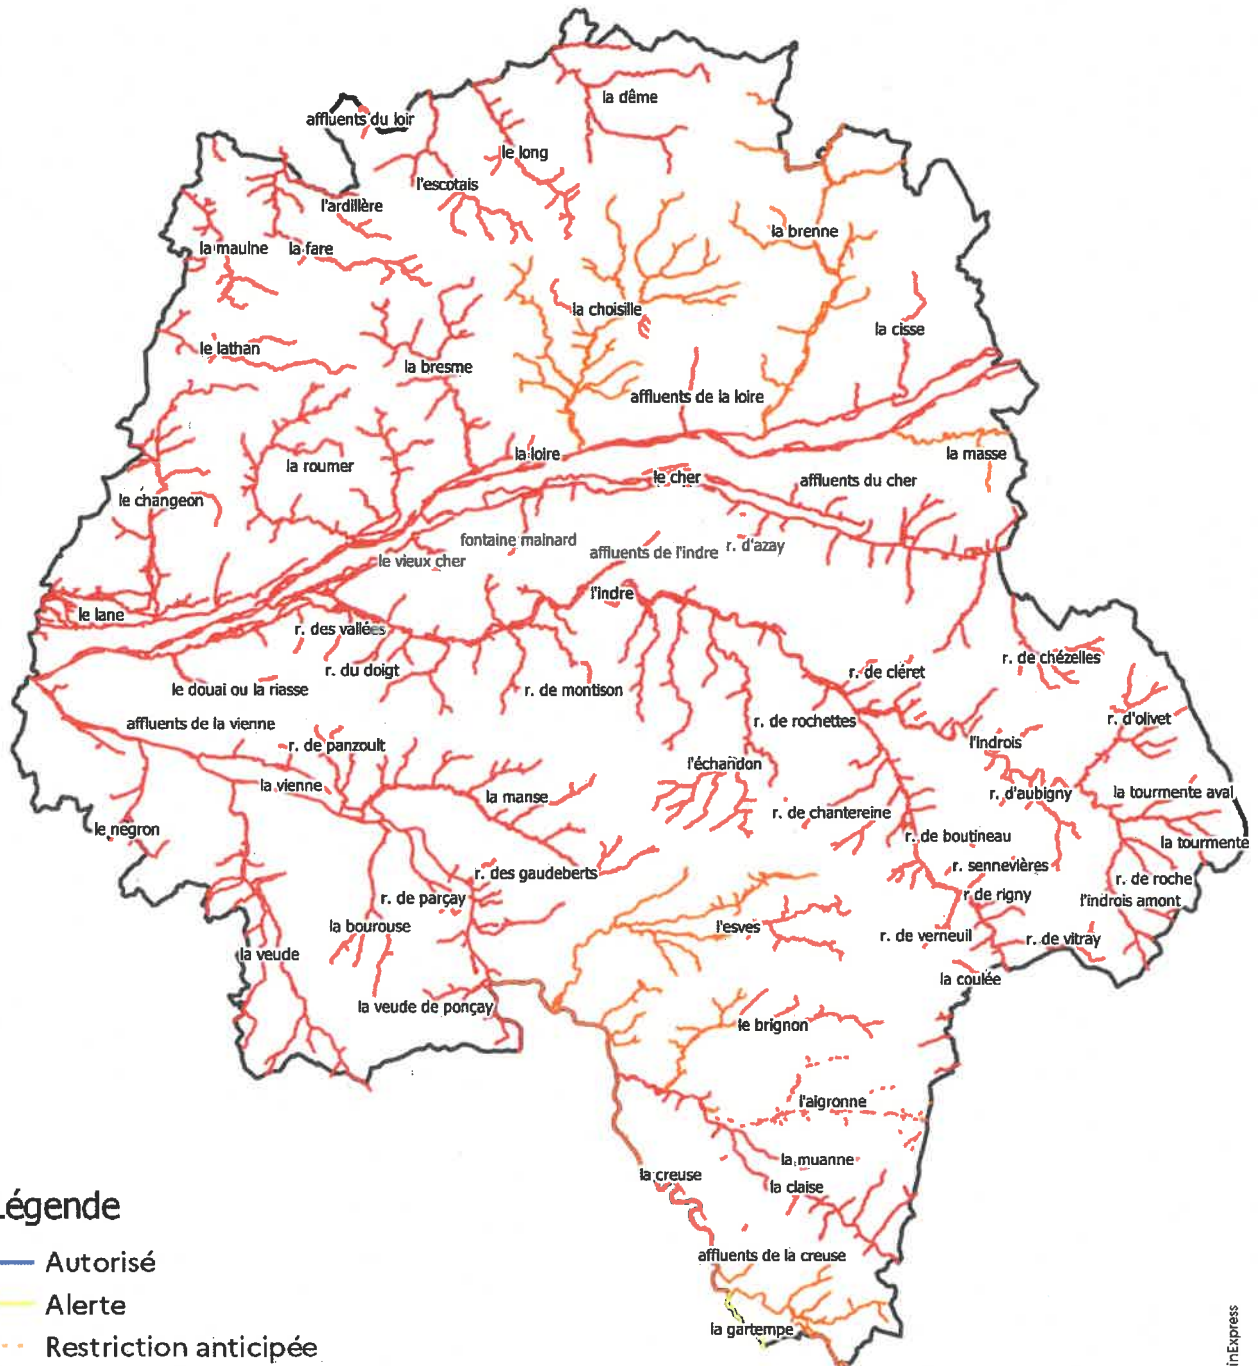 la dême
affluents du loir
le long
l'escotais
l'ardillère
la brenne
la maulne
la fare
la choisille
la cisse
le lathan
la bresme
affluents de la loire
la loire
la masse
la roumer
le cher
affluents du cher
le changeon
fontaine mainard
affluents de l'indre
r. d'azay
le vieux cher
l'indre
le lane
r. des vallées
r. de chézelles
r. du doigt
r. de cléret
le douai ou la riasse
r. de montison
affluents de la vienne
r. de rochettes
r. d'olivet
r. de panzoult
l'indrois
l'échandon
la vienne
la manse
r. d'aubigny
la tourmente aval
r. de chantereine
le négron
r. de boutineau
la tourmente
r. sennevières
r. des gaudeberts
r. de roche
r. de parçay
r. de rigny
l'indrois amont
la bourouse
l'esves
r. de verneuil
r. de vitray
la veude
la coulée
la veude de ponçay
le brignon
l'aigronne
la muanne
la creuse
la claise
affluents de la creuse
la gartempe
Légende
Autorisé
Alerte
Restriction anticipée
inExpress